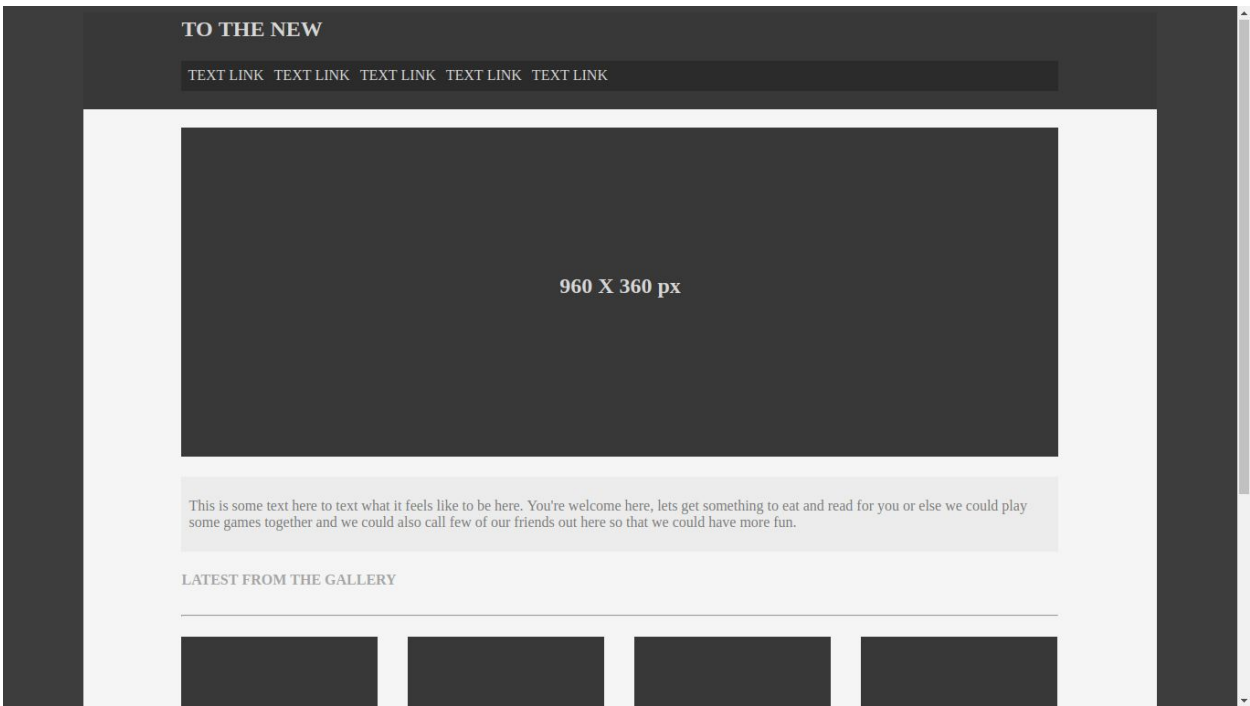 TO THE NEW
TEXT LINK TEXT LINK TEXT LINK TEXT LINK TEXT LINK
960 X 360 px
This is some text here to text what it feels like to be here. You're welcome here, lets get something to eat and read for you or else we could play
some games together and we could also call few of our friends out here so that we could have more fun.
LATEST FROM THE GALLERY